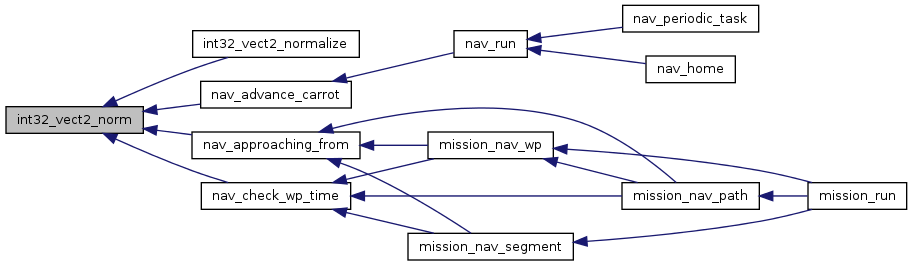 nav_periodic_task
int32_vect2_normalize
nav_run
nav_home
nav_advance_carrot
int32_vect2_norm
nav_approaching_from
mission_nav_wp
nav_check_wp_time
mission_nav_path
mission_run
mission_nav_segment